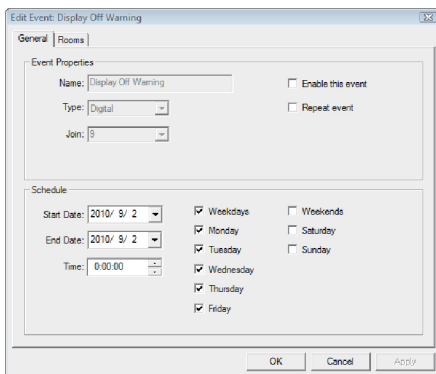 Edit Event: Display Off Warning
General Rooms
Event Properties
Name: Display Off Warning
Enable this event
Type: Digital
Repeat event
Join: 9
Schedule
Start Date: 2010/ 9/ 2
Weekdays
Weekends
Monday
Saturday
End Date: 2010/ 9/ 2
Tuesday
Sunday
Time: 0:00:00
Wednesday
Thursday
Friday
OK Cancel Apply